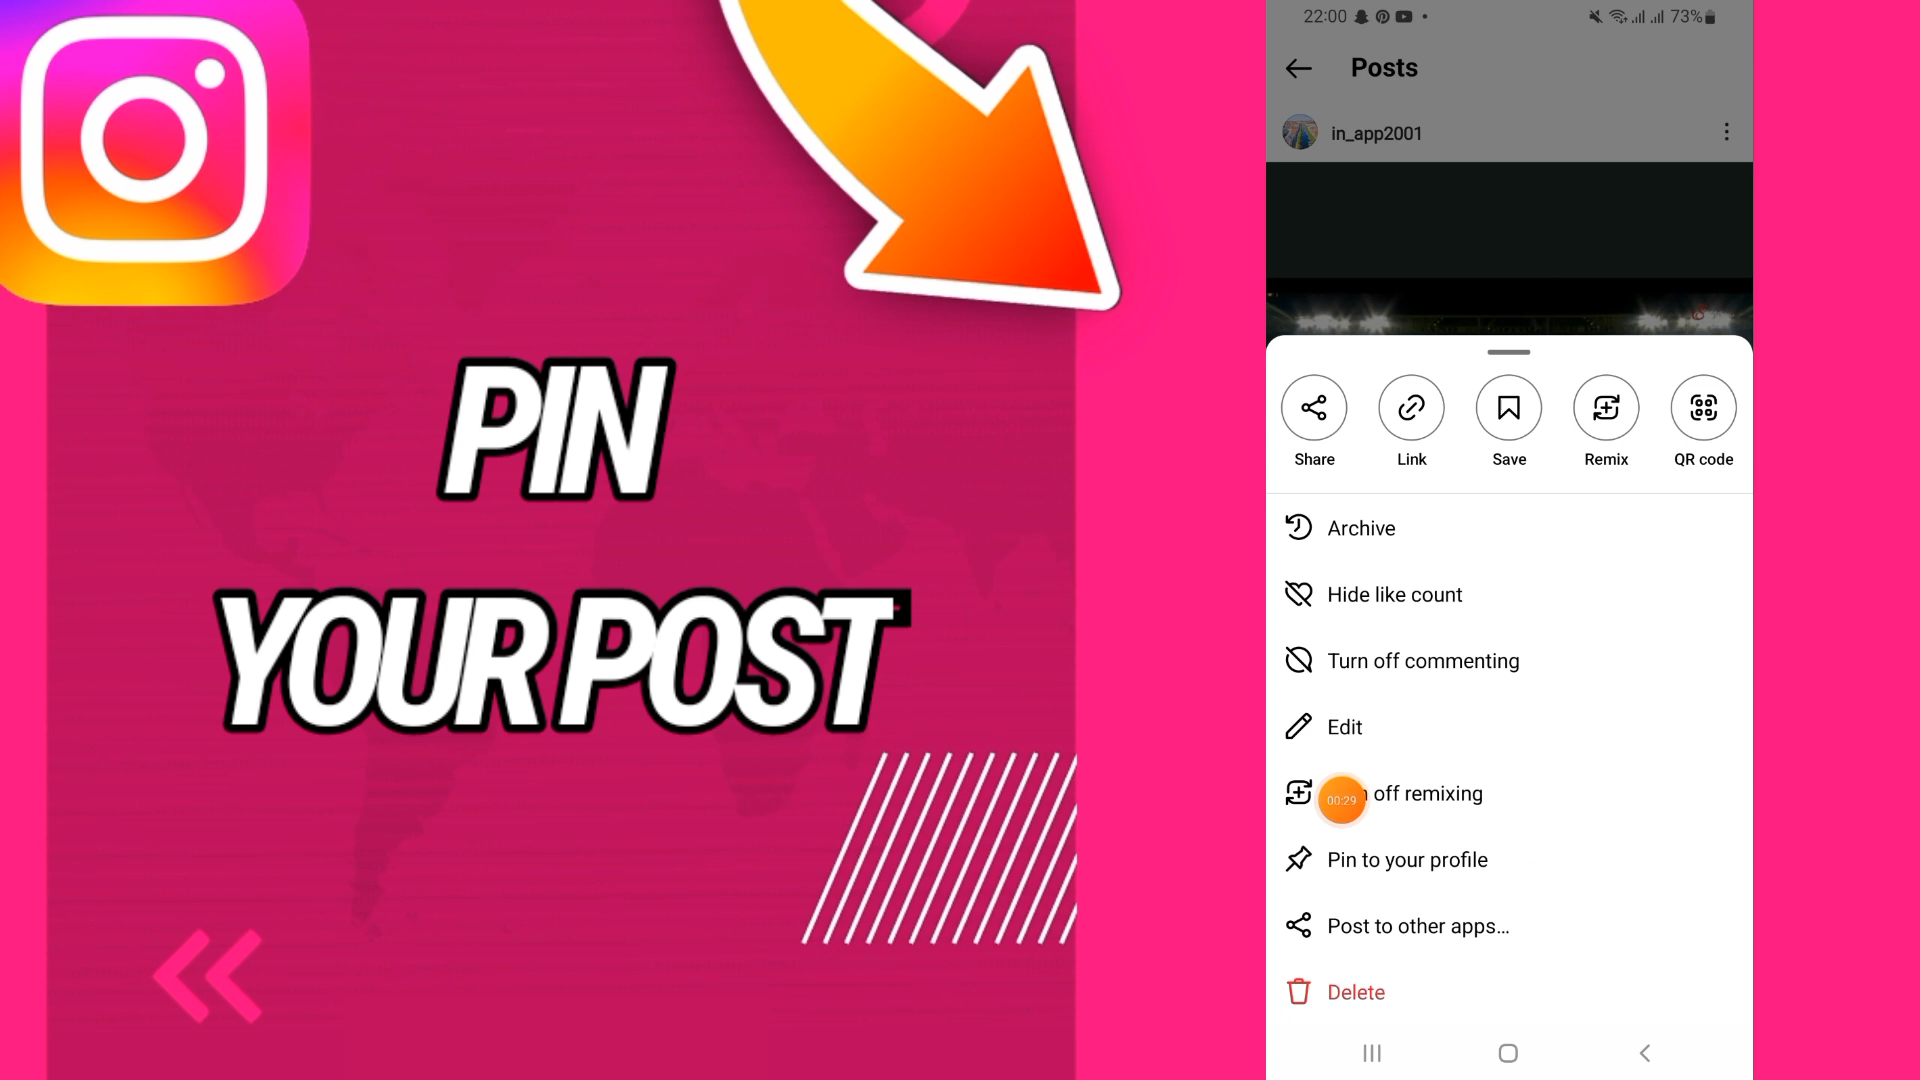 PIN
YOUR POST
22:00
73%
Posts
in_app2001
Share
Link
Save
Remix
QR code
Archive
Hide like count
Turn off commenting
Edit
00:29
off remixing
Pin to your profile
Post to other apps...
Delete